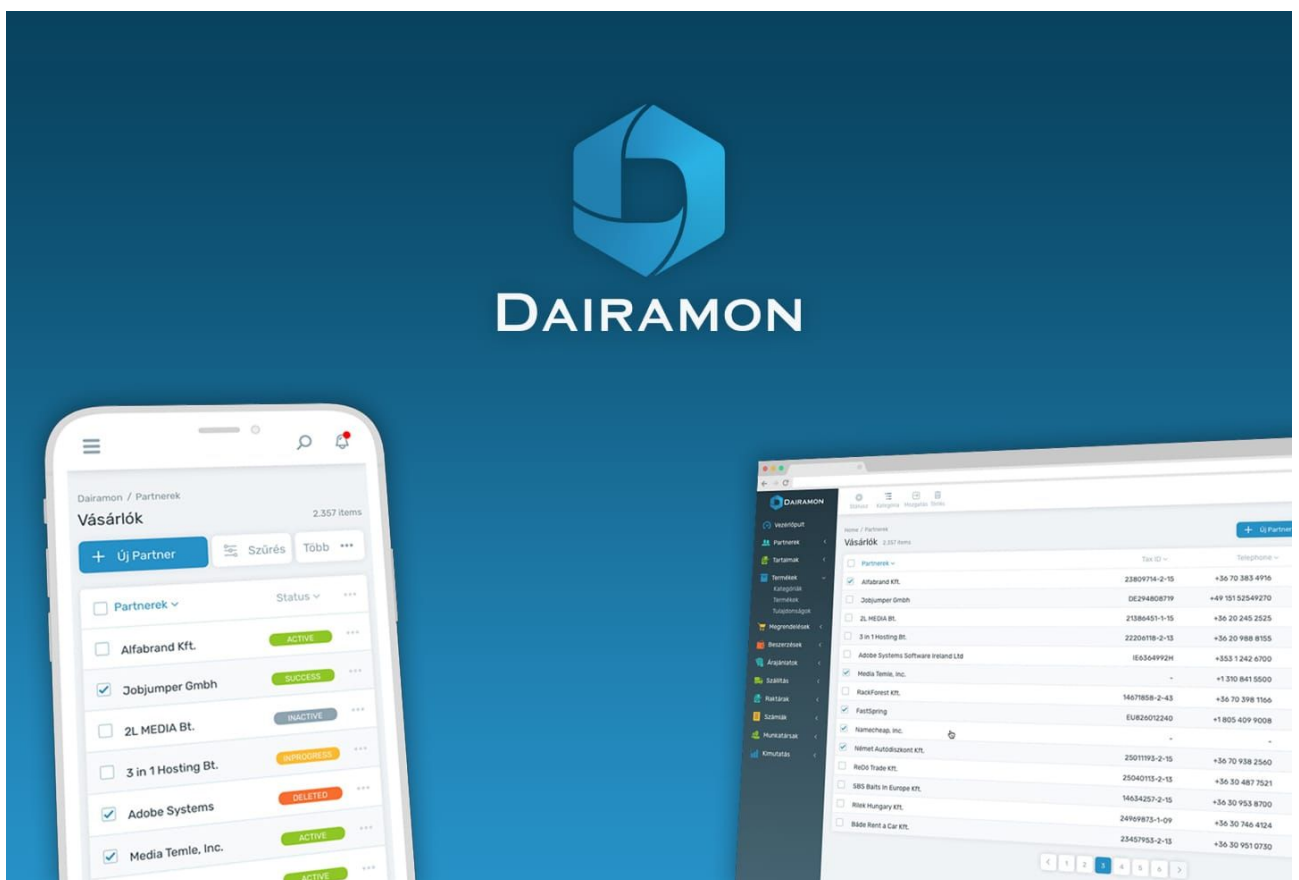 DAIRAMON
Dairamon / Partnerek
Vásárlók 2.357 items
+ Új Partner Szűrés Több
Partnerek Status
Alfabrand Kft. ACTIVE
Jobjumper Gmbh SUCCESS
2L MEDIA Bt. INACTIVE
3 in 1 Hosting Bt. INPROGRESS
Adobe Systems DELETED
Media Temle, Inc. ACTIVE
ACTIVE
DAIRAMON
Státusz Kategória Mozgatás Törlés
Vezérlőpult
Partnerek
Tartalmak
Termékek
Kategóriák
Termékek
Tulajdonságok
Megrendelések
Beszerzések
Árajánlatok
Szállítás
Raktárak
Számlák
Munkatársak
Kimutatás
Home / Partnerek
Vásárlók 2.357 items
+ Új Partner
Partnerek Tax ID Telephone
Alfabrand Kft. 23809714-2-15 +36 70 383 4916
Jobjumper Gmbh DE294808719 +49 151 52549270
2L MEDIA Bt. 21386451-1-15 +36 20 245 2525
3 in 1 Hosting Bt. 22206118-2-13 +36 20 988 8155
Adobe Systems Software Ireland Ltd IE6364992H +353 1 242 6700
Media Temle, Inc. - +1 310 841 5500
RackForest Kft. 14671858-2-43 +36 70 398 1166
FastSpring EU826012240 +1 805 409 9008
Namecheap, Inc. - -
Német Autódiszkont Kft. 25011193-2-15 +36 70 938 2560
ReDó Trade Kft. 25040113-2-13 +36 30 487 7521
SBS Baits In Europe Kft. 14634257-2-15 +36 30 953 8700
Rilek Hungary Kft. 24969873-1-09 +36 30 746 4124
Báde Rent a Car Kft. 23457953-2-13 +36 30 951 0730
1 2 3 4 5 6